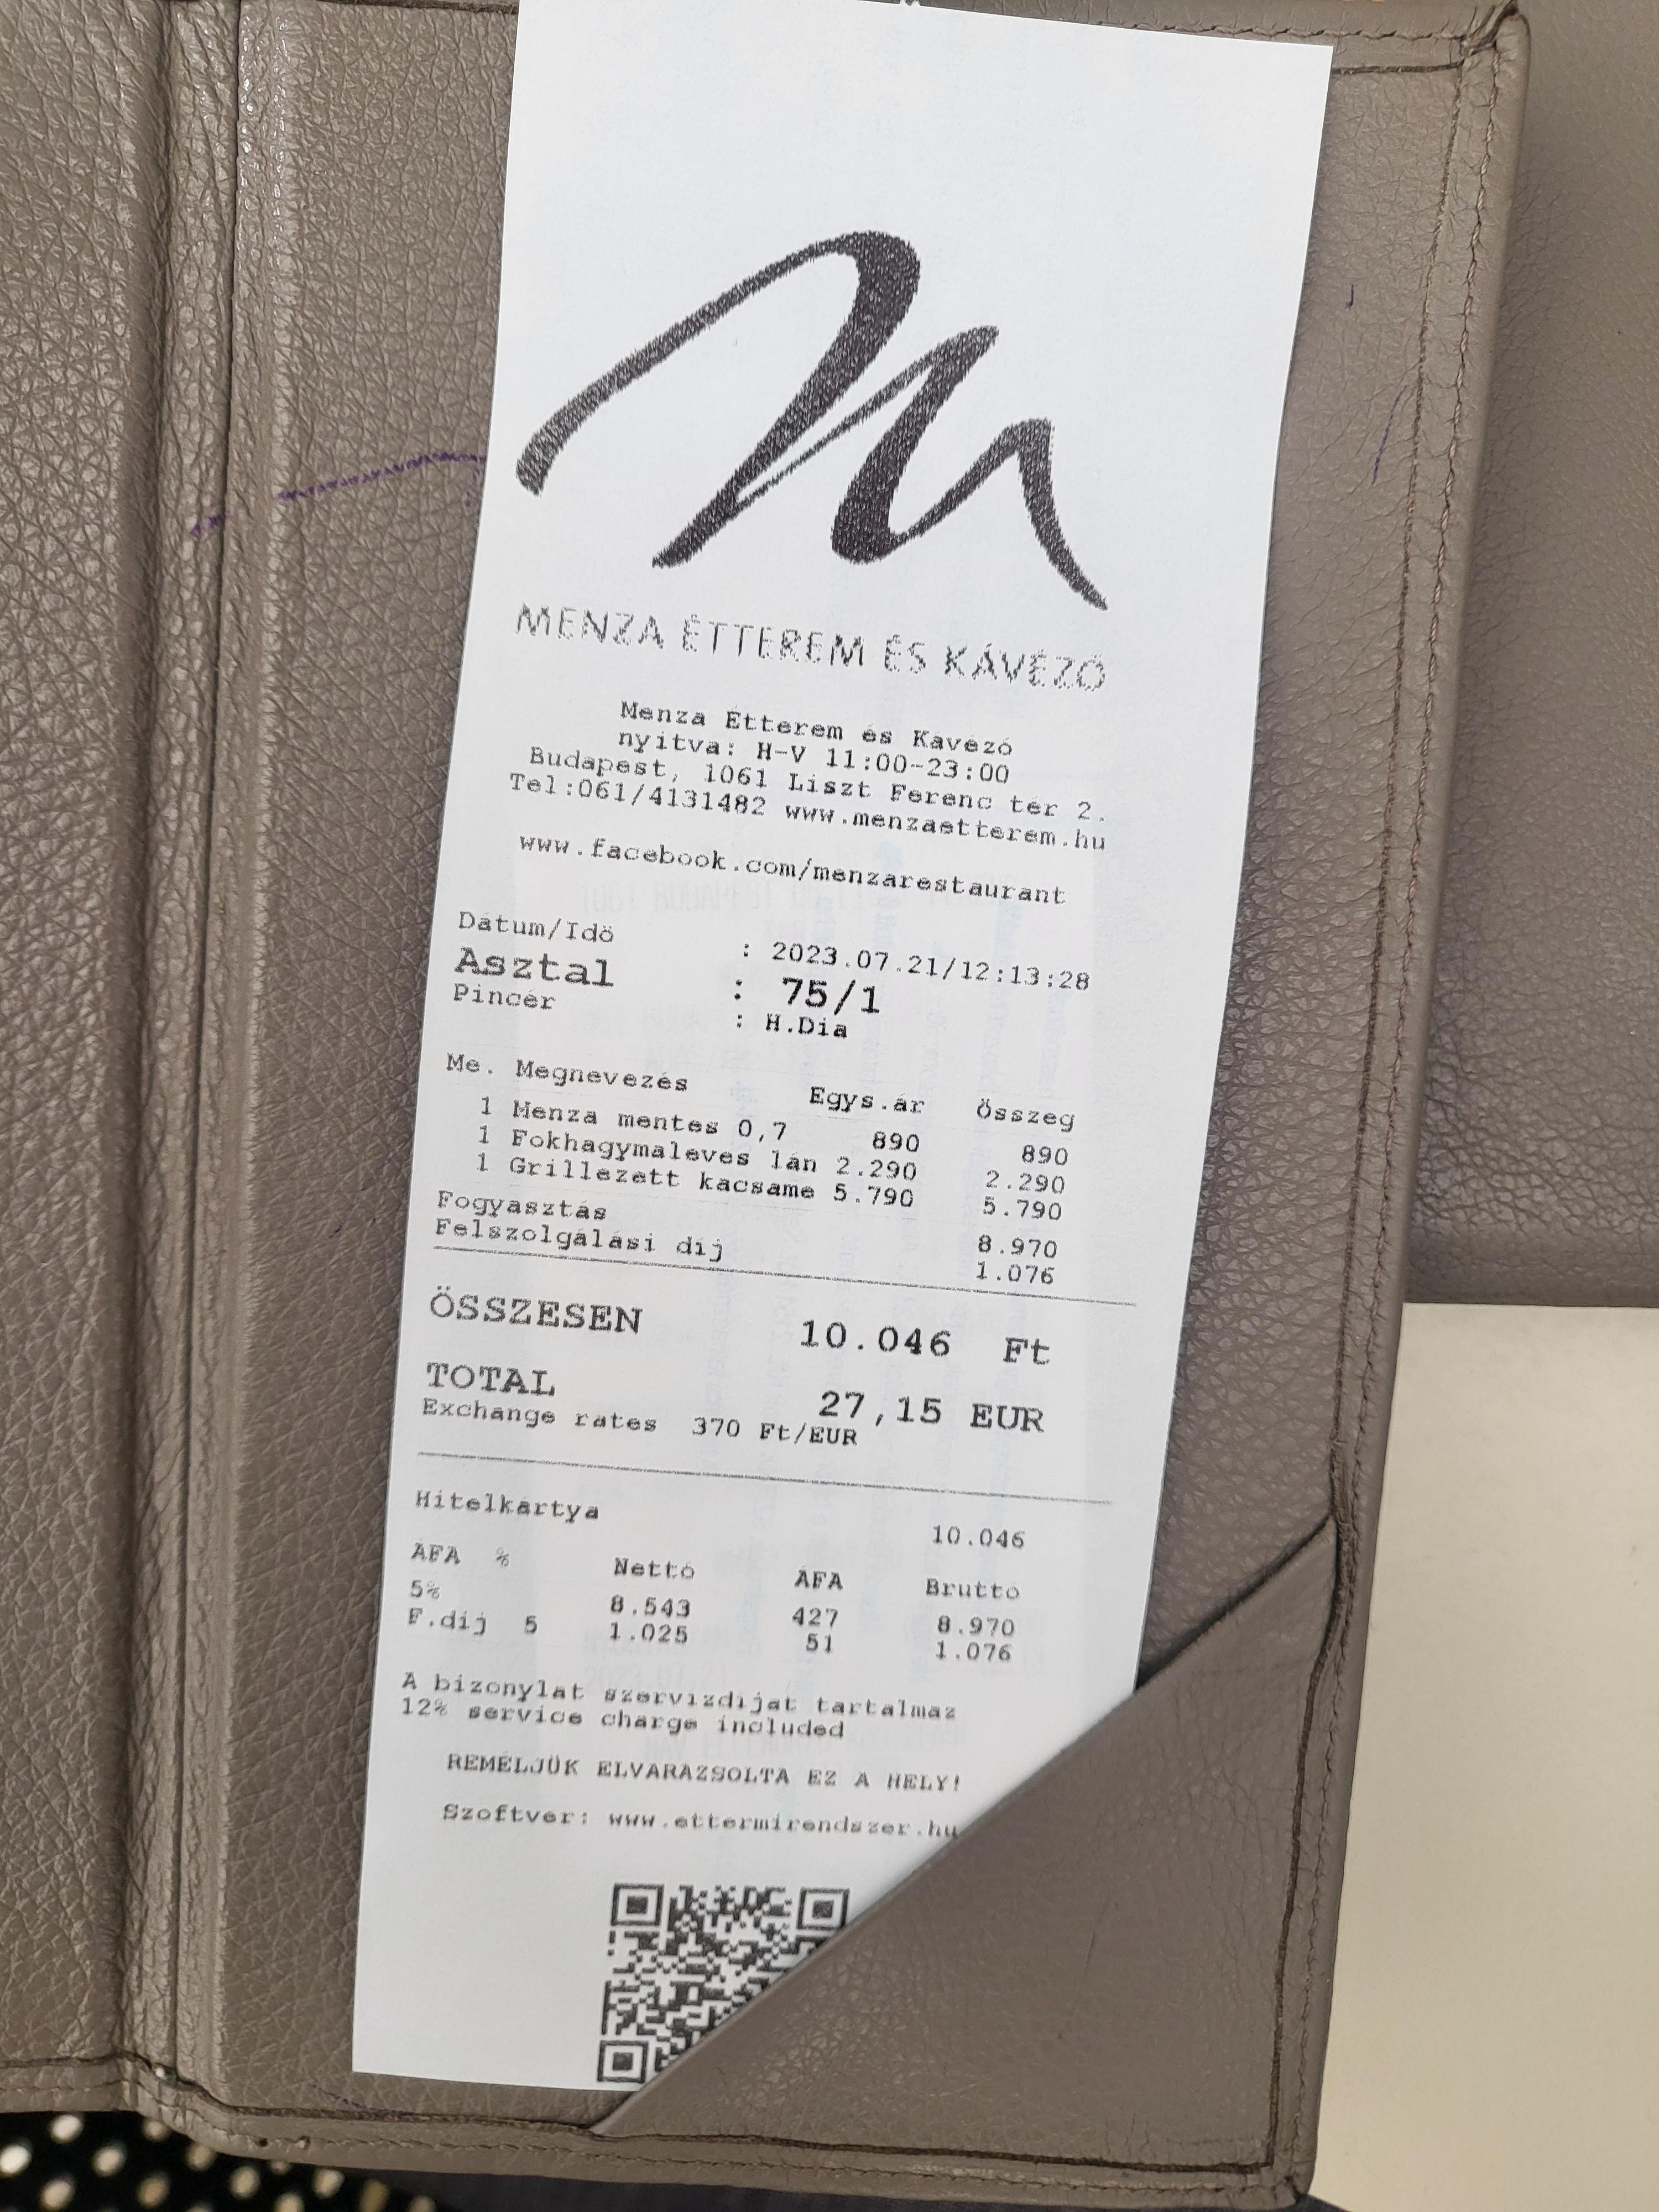 MENZA ÉTTEREM ÉS KÁVÉZÓ
Menza Étterem és Kávézó
nyitva: H-V 11:00-23:00
Budapest, 1061 Liszt Ferenc tér 2.
Tel:061/4131482 www.menzaetterem.hu
www.facebook.com/menzarestaurant
Dátum/Idő : 2023.07.21/12:13:28
Asztal : 75/1
Pincér : H.Dia
Me. Megnevezés Egys.ár Összeg
1 Menza mentes 0,7 890 890
1 Fokhagymaleves lán 2.290 2.290
1 Grillezett kacsame 5.790 5.790
Fogyasztás 8.970
Felszolgálási díj 1.076
ÖSSZESEN 10.046 Ft
TOTAL 27,15 EUR
Exchange rates 370 Ft/EUR
Hitelkártya 10.046
ÁFA % Nettó ÁFA Bruttó
5% 8.543 427 8.970
F.díj 5 1.025 51 1.076
A bizonylat szervizdíjat tartalmaz
12% service charge included
REMÉLJÜK ELVARÁZSOLTA EZ A HELY!
Szoftver: www.ettermirendszer.hu